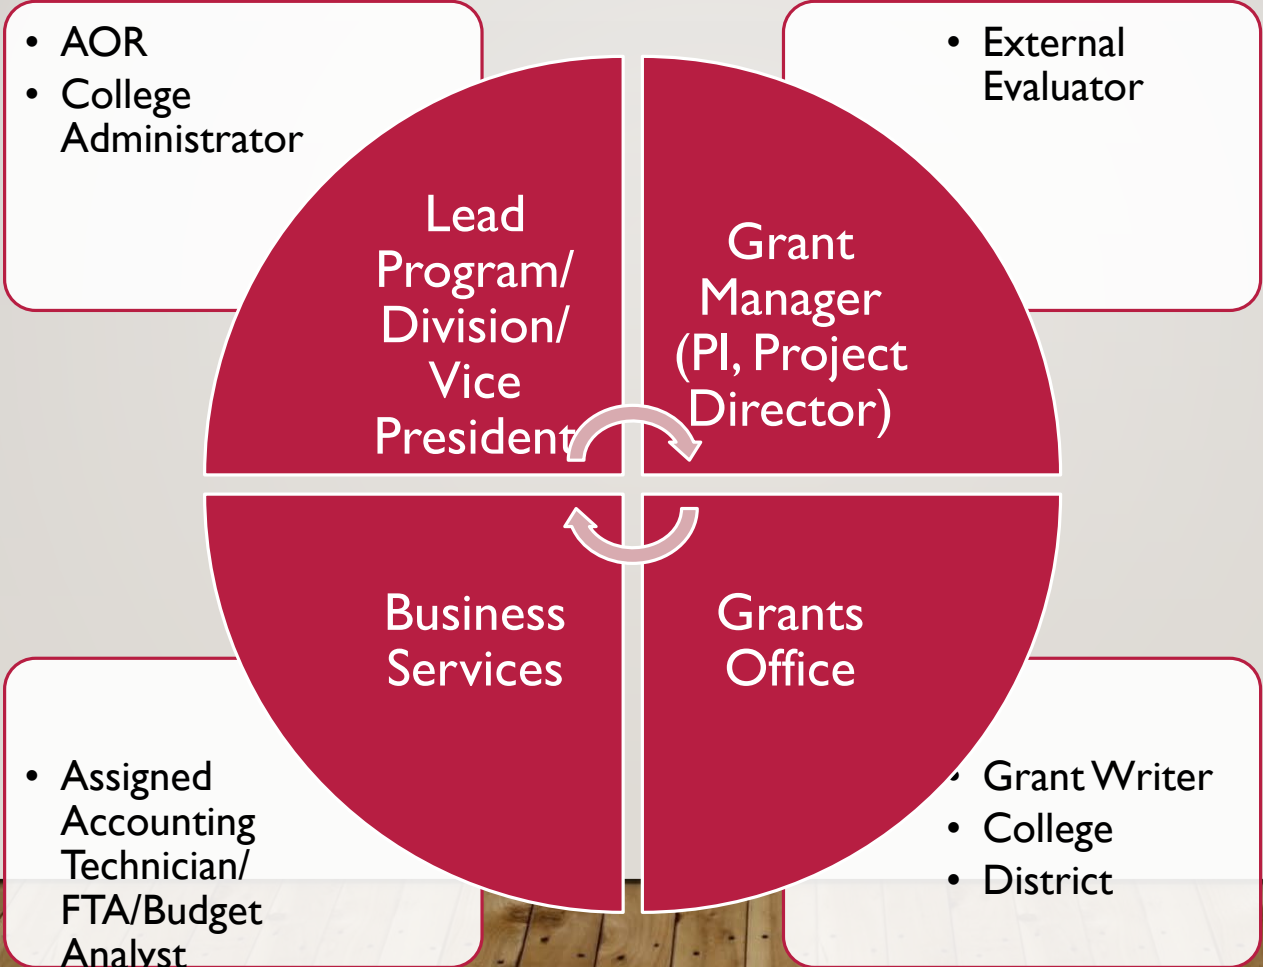 • AOR
• College
Administrator
• External
Evaluator
Lead
Program/
Division/
Vice
President
Grant
Manager
(PI, Project
Director)
Business
Services
Grants
Office
• Assigned
Accounting
Technician/
FTA/Budget
Analyst
• Grant Writer
• College
• District